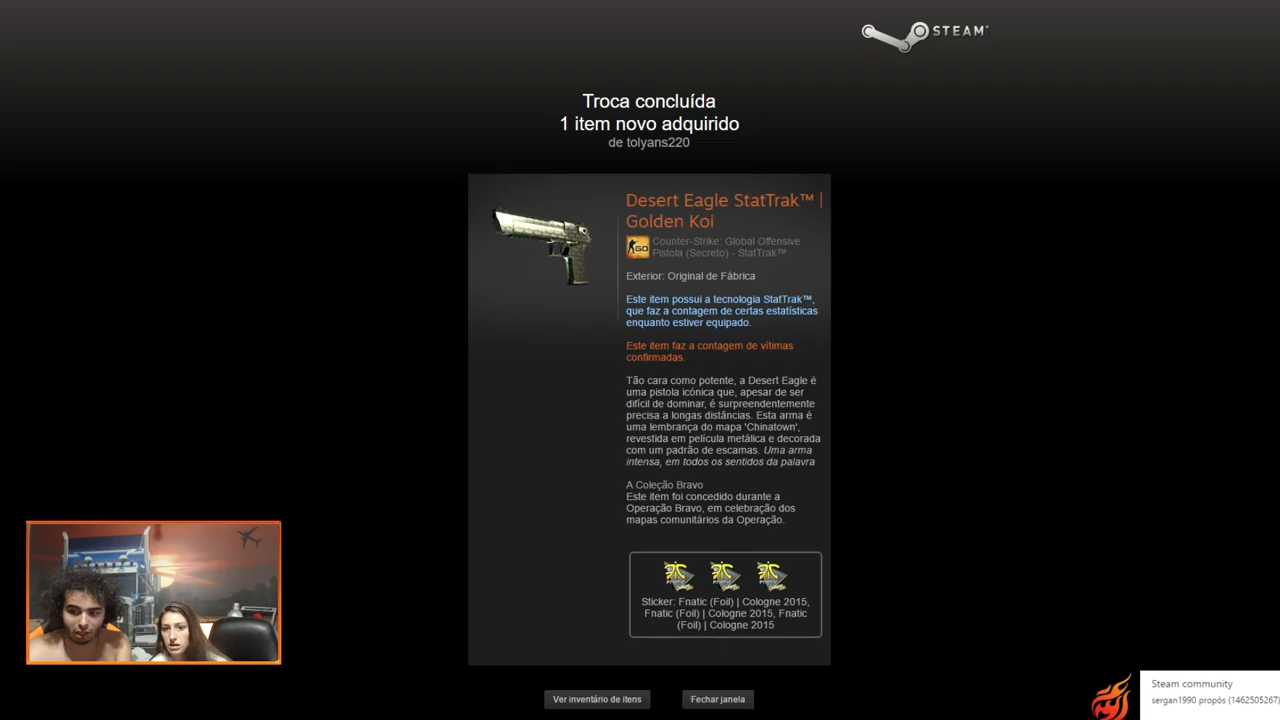 STEAM
Troca concluída
1 item novo adquirido
de tolyans220
Desert Eagle StatTrak™ |
Golden Koi
GO
Counter-Strike: Global Offensive
Pistola (Secreto) - StatTrak™
Exterior: Original de Fábrica
Este item possui a tecnologia StatTrak™,
que faz a contagem de certas estatísticas
enquanto estiver equipado.
Este item faz a contagem de vítimas
confirmadas.
Tão cara como potente, a Desert Eagle é
uma pistola icónica que, apesar de ser
difícil de dominar, é surpreendentemente
precisa a longas distâncias. Esta arma é
uma lembrança do mapa 'Chinatown',
revestida em película metálica e decorada
com um padrão de escamas. Uma arma
intensa, em todos os sentidos da palavra
A Coleção Bravo
Este item foi concedido durante a
Operação Bravo, em celebração dos
mapas comunitários da Operação.
Sticker: Fnatic (Foil) | Cologne 2015,
Fnatic (Foil) | Cologne 2015, Fnatic
(Foil) | Cologne 2015
Ver inventário de itens
Fechar janela
Steam community
sergan1990 propôs (1462505267)